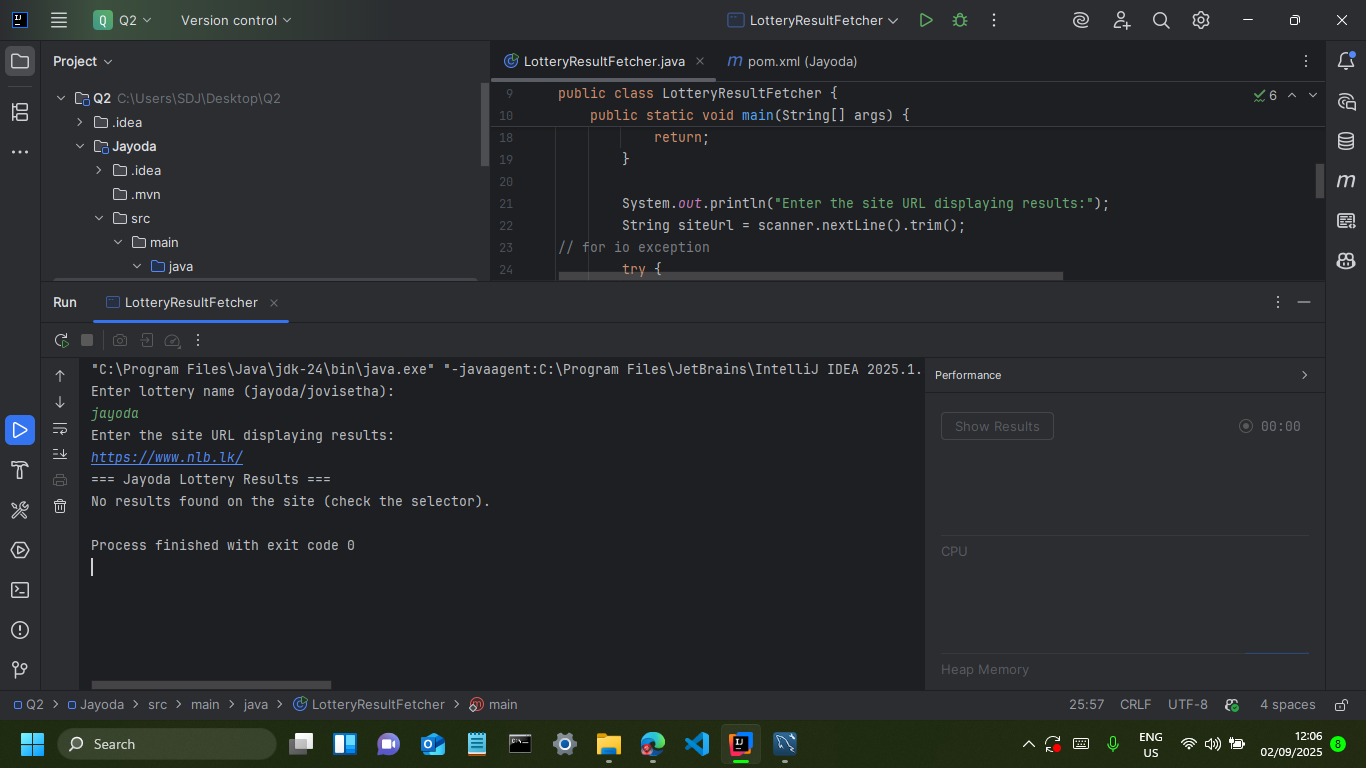 Q Q2 Version control LotteryResultFetcher
Project
LotteryResultFetcher.java
pom.xml (Jayoda)
Q2 C:\Users\SDJ\Desktop\Q2
.idea
Jayoda
.idea
.mvn
src
main
java
9 public class LotteryResultFetcher {
10 public static void main(String[] args) {
18 return;
19 }
20
21 System.out.println("Enter the site URL displaying results:");
22 String siteUrl = scanner.nextLine().trim();
23 // for io exception
24 try {
6
Run LotteryResultFetcher
"C:\Program Files\Java\jdk-24\bin\java.exe" "-javaagent:C:\Program Files\JetBrains\IntelliJ IDEA 2025.1.
Enter lottery name (jayoda/jovisetha):
jayoda
Enter the site URL displaying results:
https://www.nlb.lk/
=== Jayoda Lottery Results ===
No results found on the site (check the selector).
Process finished with exit code 0
Performance
Show Results 00:00
CPU
Heap Memory
Q2 > Jayoda > src > main > java > LotteryResultFetcher > main
25:57 CRLF UTF-8 4 spaces
Search
ENG
US
12:06
02/09/2025
8